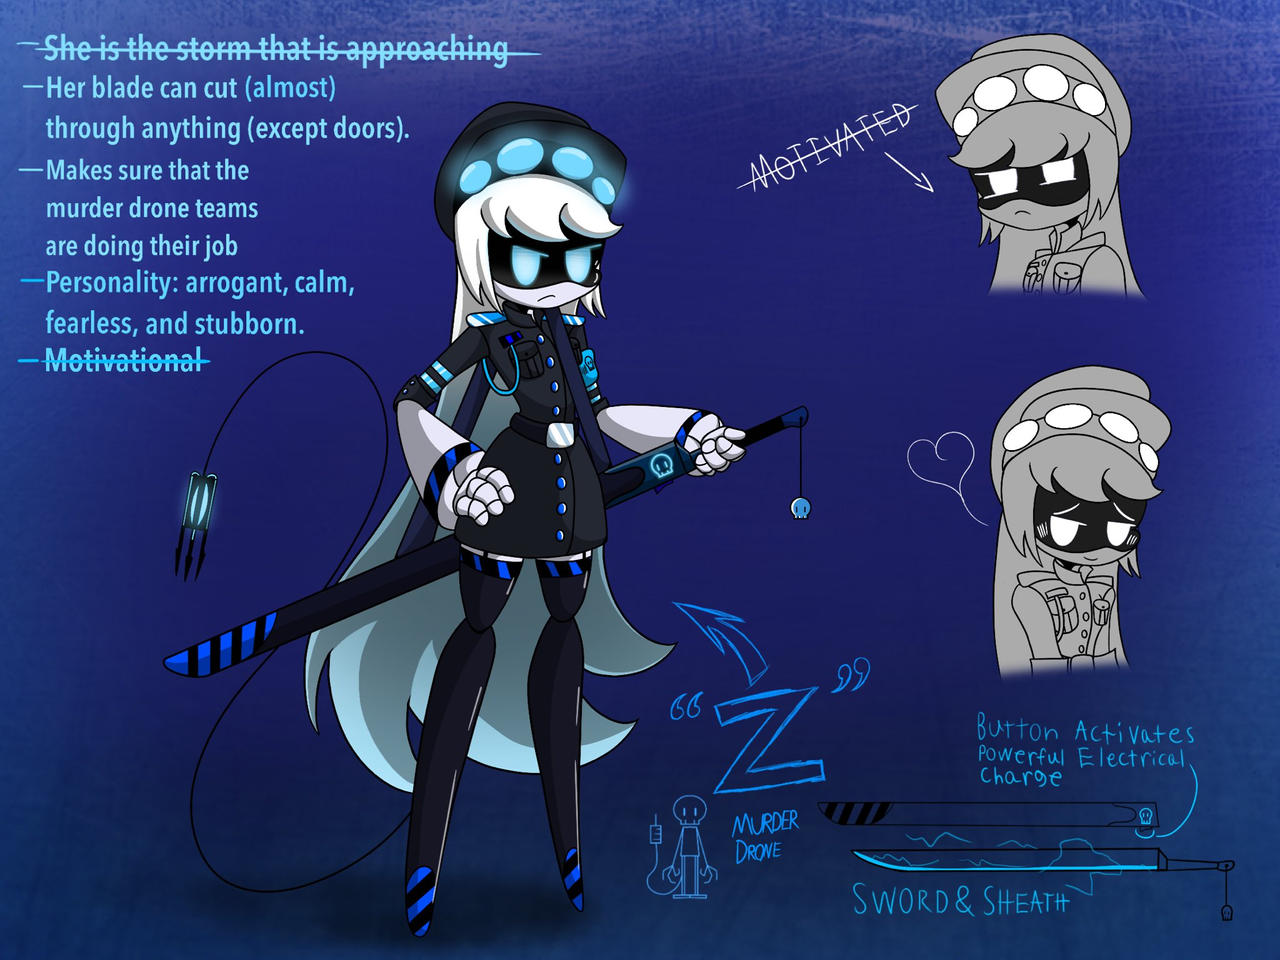 —She is the storm that is approaching
—Her blade can cut (almost)
through anything (except doors).
—Makes sure that the
murder drone teams
are doing their job
—Personality: arrogant, calm,
fearless, and stubborn.
—Motivational
MOTIVATED
“Z”
MURDER
DRONE
Button Activates
Powerful Electrical
Charge
SWORD & SHEATH